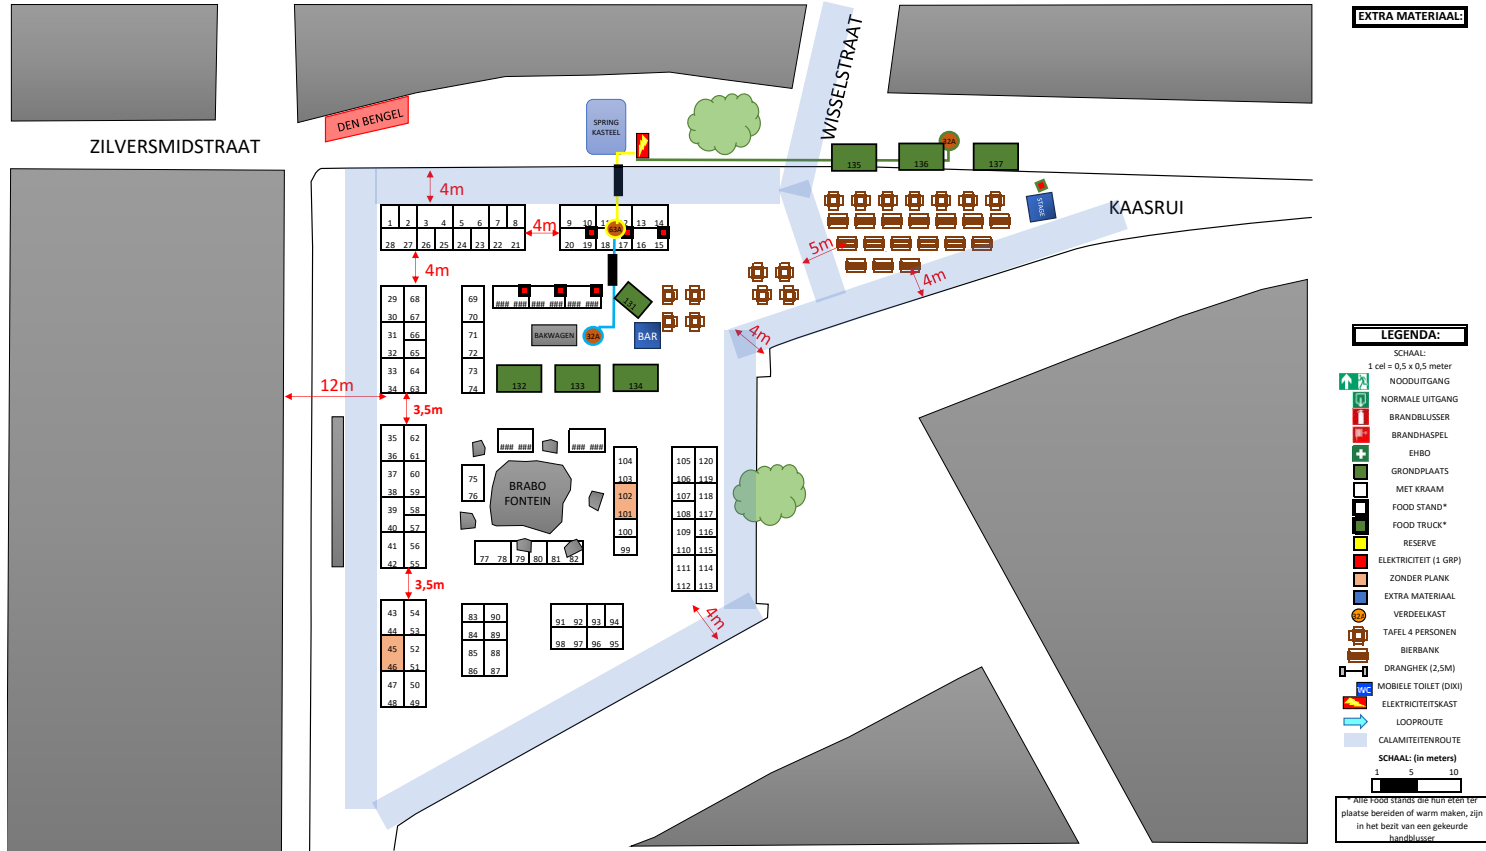 EXTRA MATERIAAL:
WISSELSTRAAT
DEN BENGEL
SPRING
KASTEEL
ZILVERSMIDSTRAAT
32A
135 136 137
4m
STAGE
KAASRUI
1 2 3 4 5 6 7 8
28 27 26 25 24 23 22 21
4m
9 10 11 12 13 14
63A
20 19 18 17 16 15
5m
4m
4m
29 68
30 67
31 66
32 65
33 64
34 63
69
70
71
72
73
74
### ### ### ### ### ###
131
BAKWAGEN
32A
BAR
4m
132 133 134
12m
3,5m
35 62
36 61
37 60
38 59
39 58
40 57
41 56
42 55
### ###
### ###
75
76
BRABO
FONTEIN
104
103
102
101
100
99
105 120
106 119
107 118
108 117
109 116
110 115
111 114
112 113
77 78 79 80 81 82
3,5m
43 54
44 53
45 52
46 51
47 50
48 49
83 90
84 89
85 88
86 87
91 92 93 94
98 97 96 95
4m
LEGENDA:
SCHAAL:
1 cel = 0,5 x 0,5 meter
NOODUITGANG
NORMALE UITGANG
BRANDBLUSSER
BRANDHASPEL
EHBO
GRONDPLAATS
MET KRAAM
FOOD STAND*
FOOD TRUCK*
RESERVE
ELEKTRICITEIT (1 GRP)
ZONDER PLANK
EXTRA MATERIAAL
32A VERDEELKAST
TAFEL 4 PERSONEN
BIERBANK
DRANGHEK (2,5M)
WC MOBIELE TOILET (DIXI)
ELEKTRICITEITSKAST
LOOPROUTE
CALAMITEITENROUTE
SCHAAL: (in meters)
1 5 10
* Alle Food stands die hun eten ter
plaatse bereiden of warm maken, zijn
in het bezit van een gekeurde
handblusser